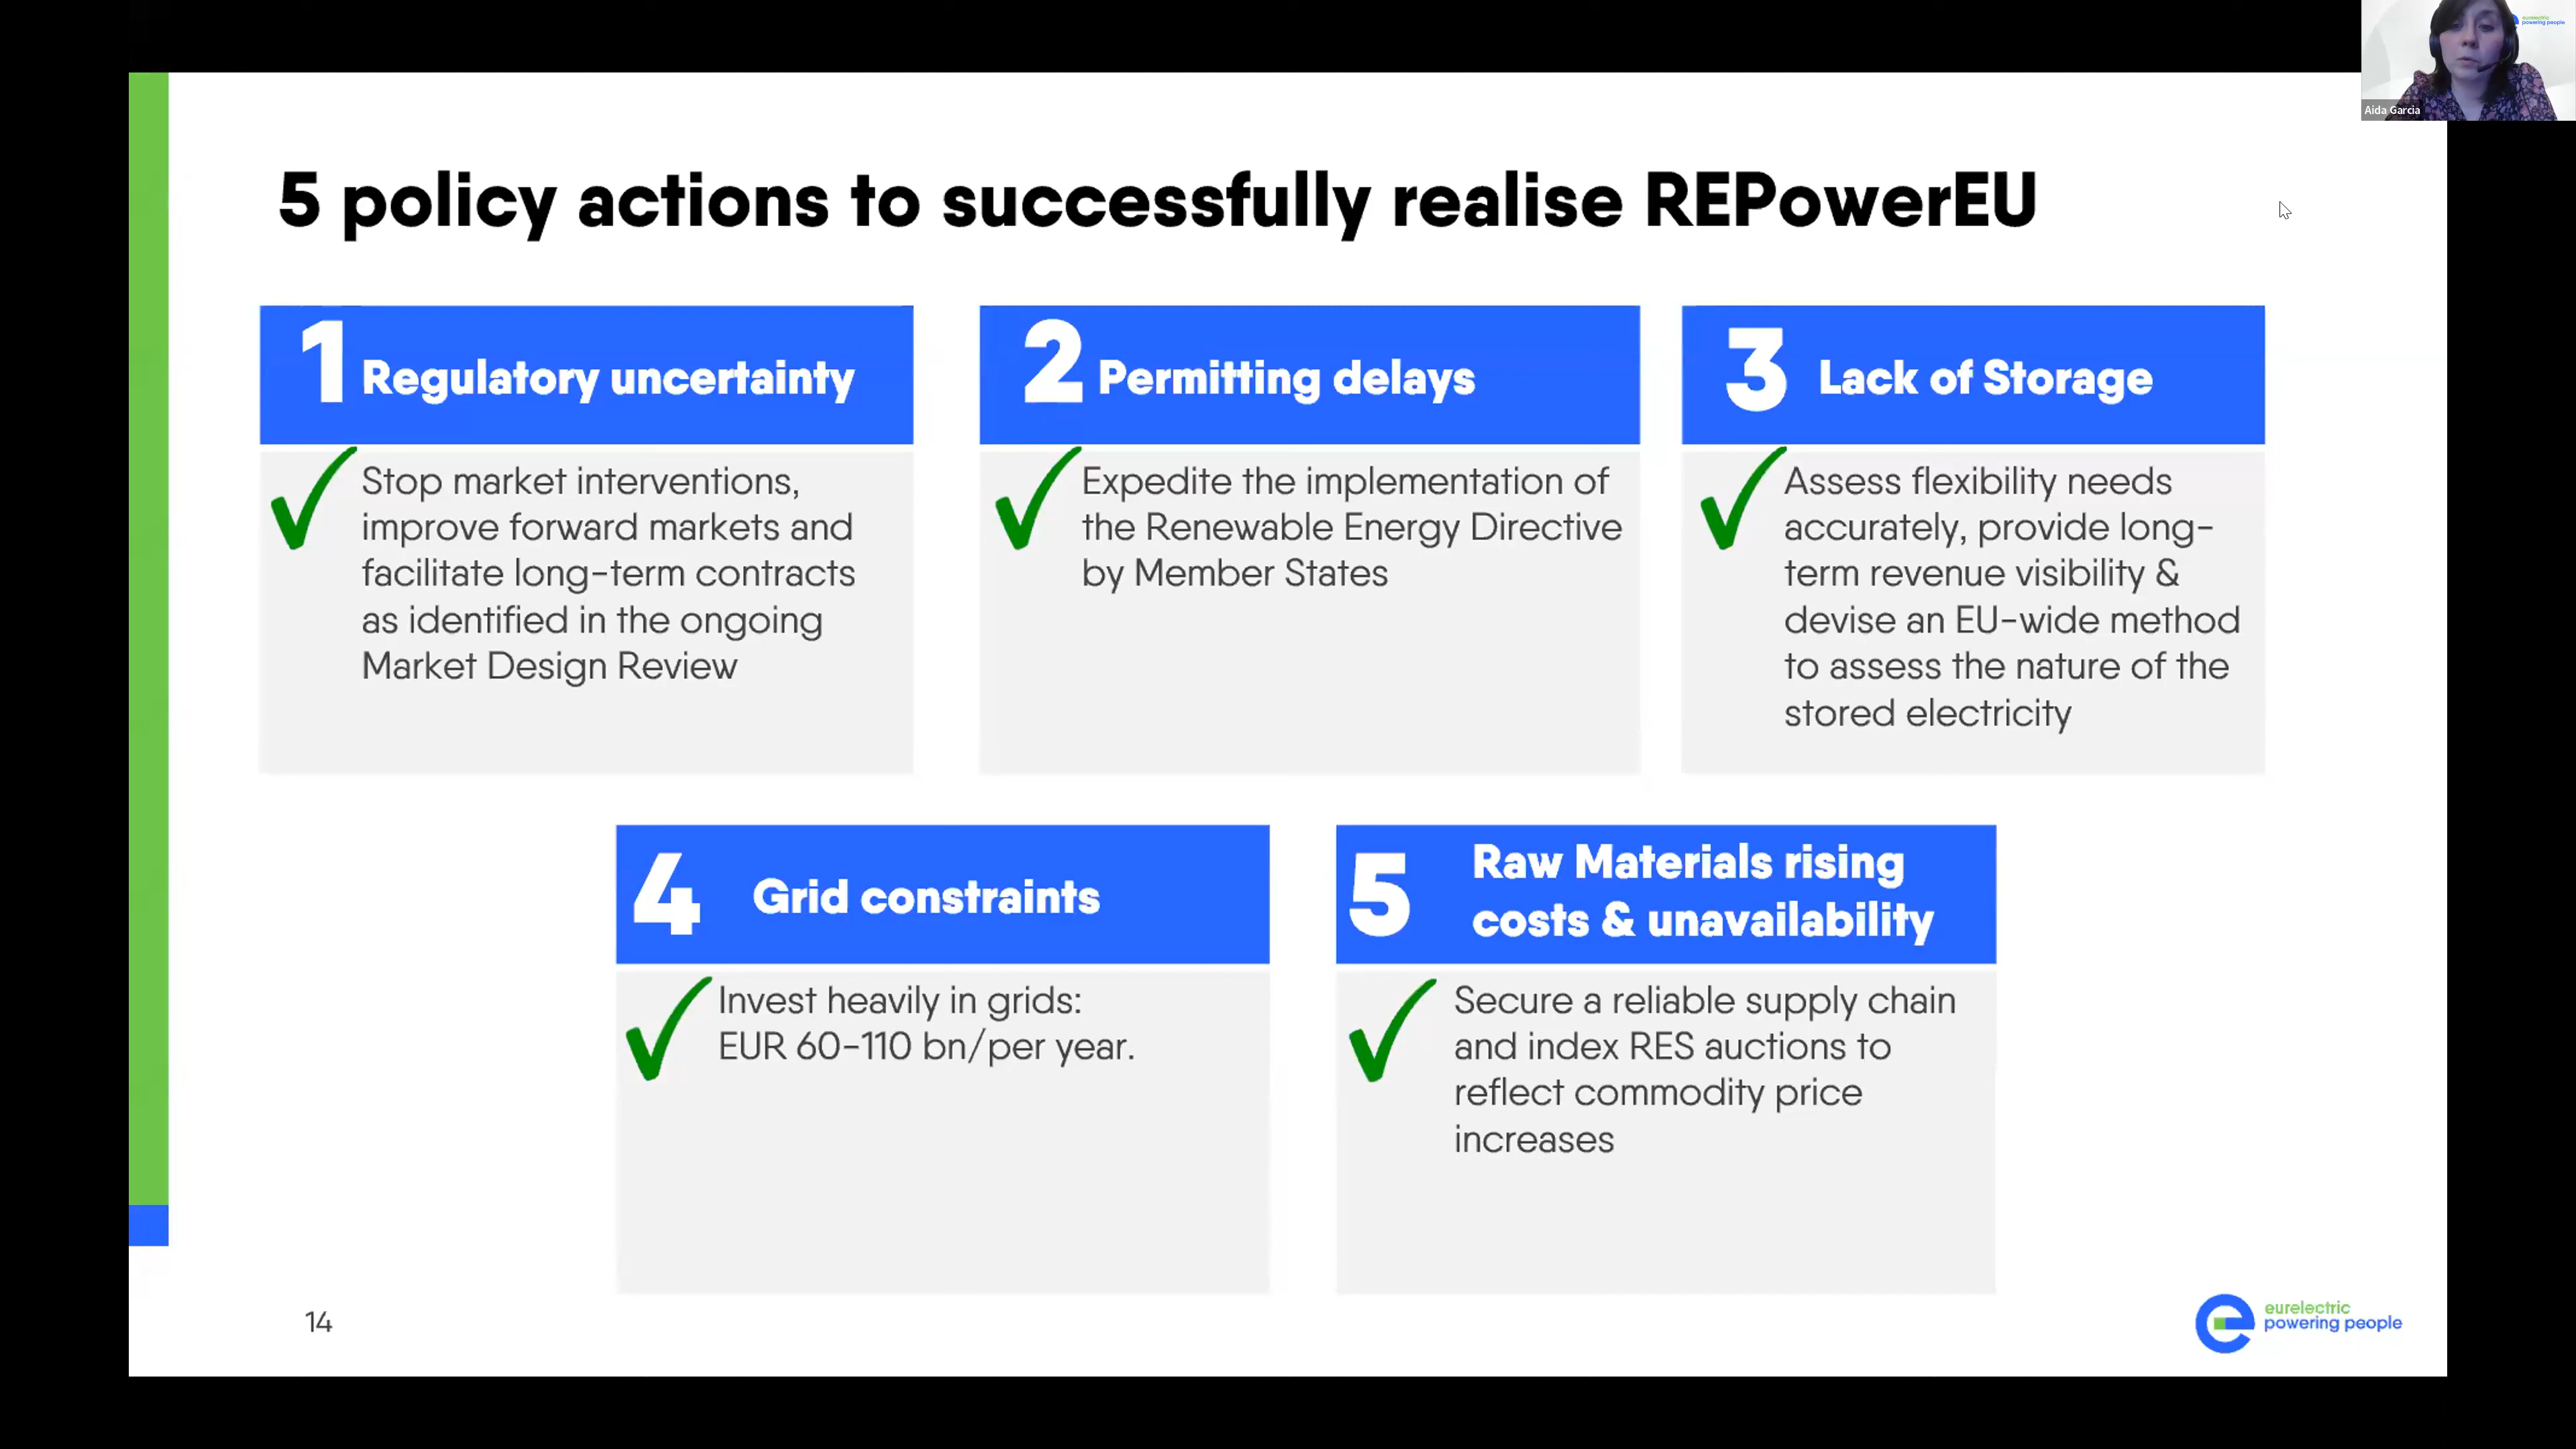 eurelectric
powering people
Aida Garcia
5 policy actions to successfully realise REPowerEU
1 Regulatory uncertainty
Stop market interventions,
improve forward markets and
facilitate long-term contracts
as identified in the ongoing
Market Design Review
2 Permitting delays
Expedite the implementation of
the Renewable Energy Directive
by Member States
3 Lack of Storage
Assess flexibility needs
accurately, provide long-
term revenue visibility &
devise an EU-wide method
to assess the nature of the
stored electricity
4 Grid constraints
Invest heavily in grids:
EUR 60-110 bn/per year.
5 Raw Materials rising
costs & unavailability
Secure a reliable supply chain
and index RES auctions to
reflect commodity price
increases
14
eurelectric
powering people